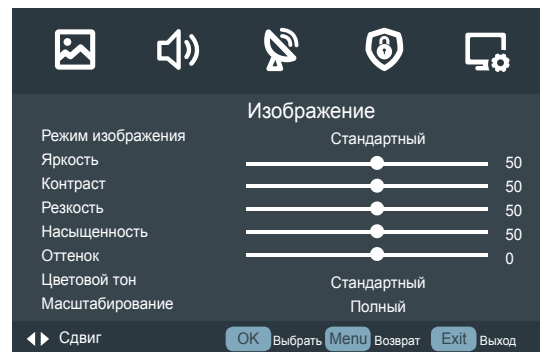 Изображение
Режим изображения Стандартный
Яркость 50
Контраст 50
Резкость 50
Насыщенность 50
Оттенок 0
Цветовой тон Стандартный
Масштабирование Полный
Сдвиг OK Выбрать Menu Возврат Exit Выход